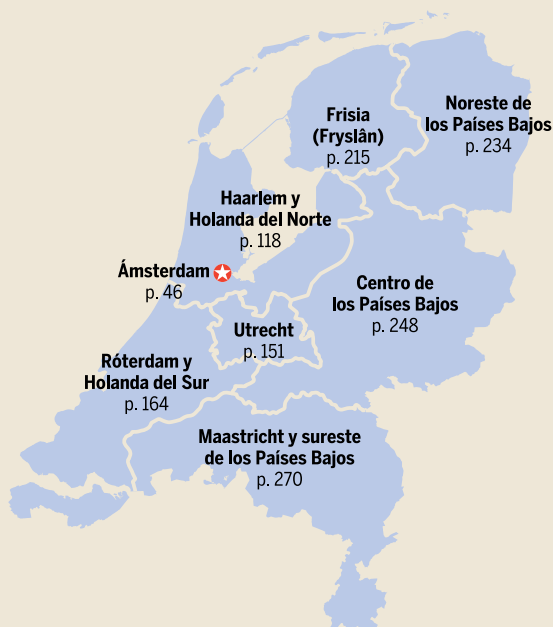 Noreste de
los Países Bajos
p. 234
Frisia
(Fryslân)
p. 215
Haarlem y
Holanda del Norte
p. 118
Ámsterdam
p. 46
Centro de
los Países Bajos
p. 248
Utrecht
p. 151
Róterdam y
Holanda del Sur
p. 164
Maastricht y sureste
de los Países Bajos
p. 270